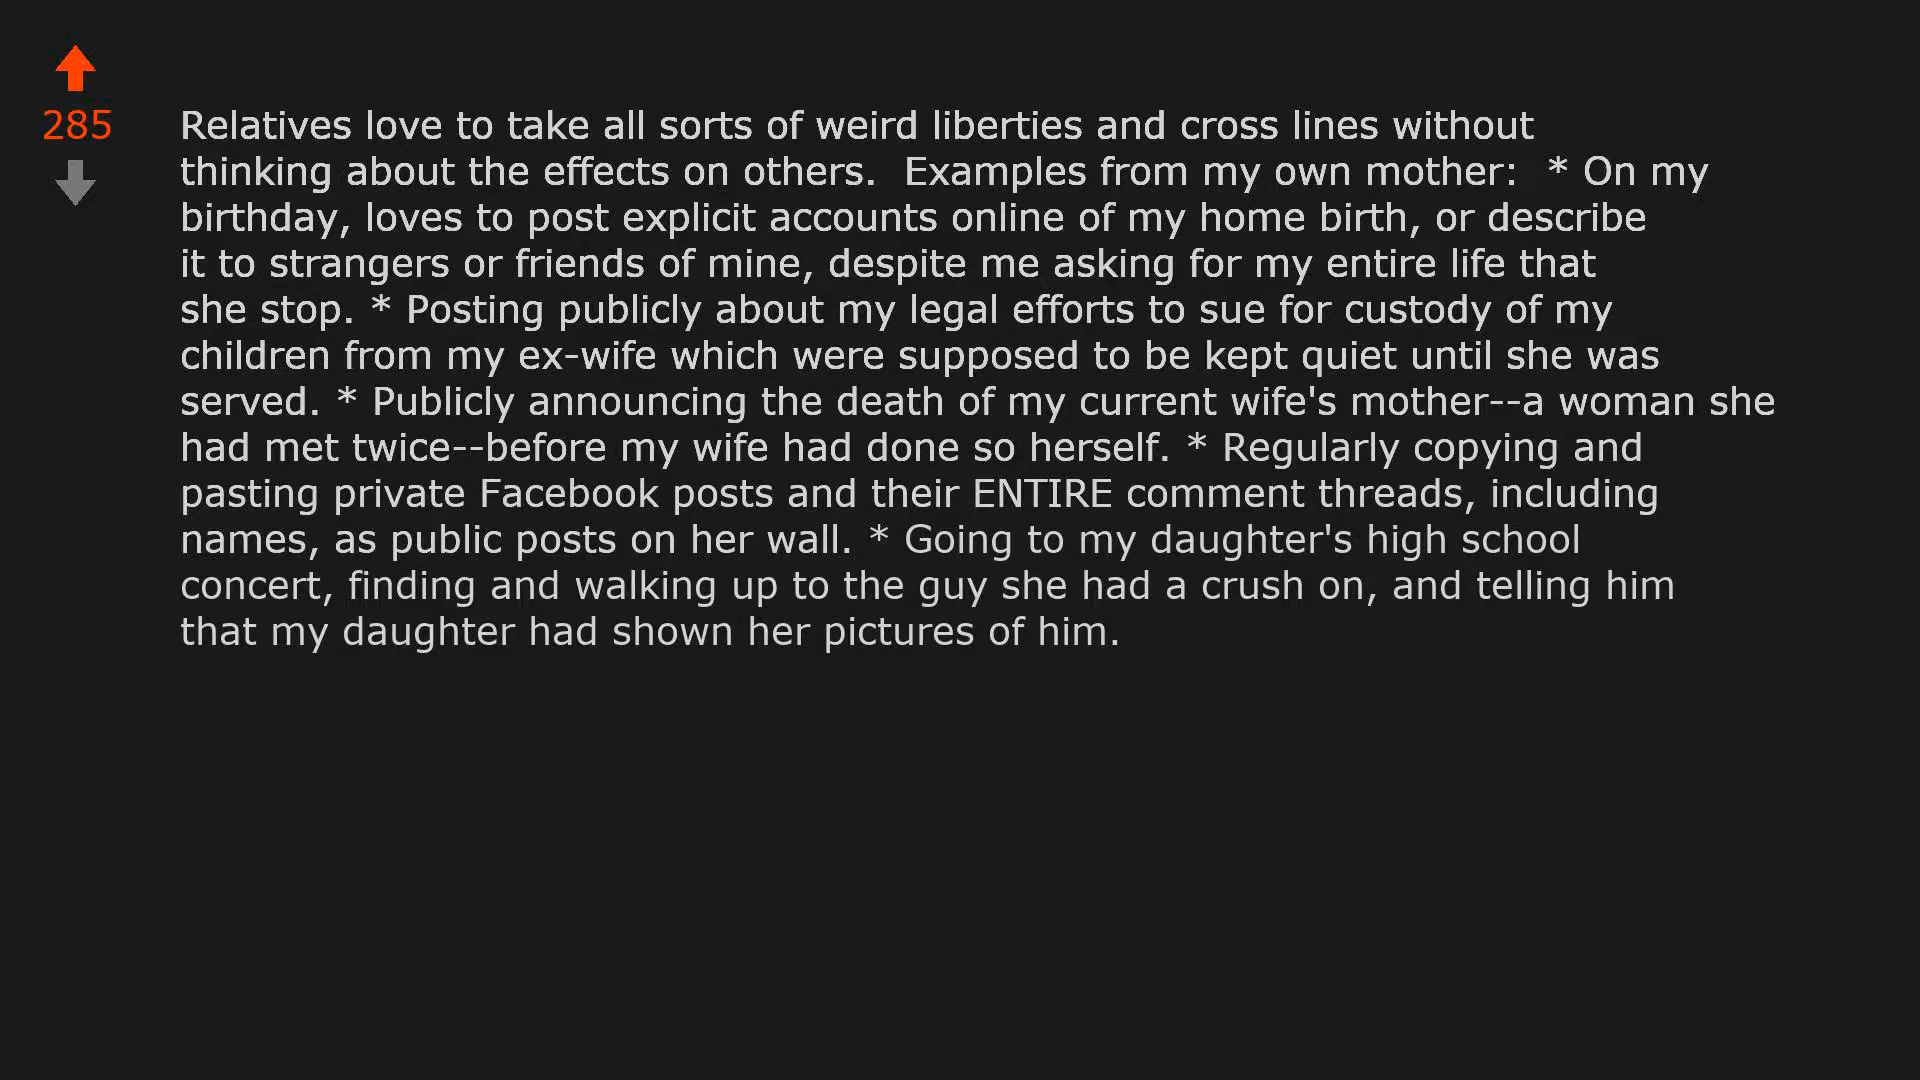 285
Relatives love to take all sorts of weird liberties and cross lines without
thinking about the effects on others.  Examples from my own mother:  * On my
birthday, loves to post explicit accounts online of my home birth, or describe
it to strangers or friends of mine, despite me asking for my entire life that
she stop. * Posting publicly about my legal efforts to sue for custody of my
children from my ex-wife which were supposed to be kept quiet until she was
served. * Publicly announcing the death of my current wife's mother--a woman she
had met twice--before my wife had done so herself. * Regularly copying and
pasting private Facebook posts and their ENTIRE comment threads, including
names, as public posts on her wall. * Going to my daughter's high school
concert, finding and walking up to the guy she had a crush on, and telling him
that my daughter had shown her pictures of him.